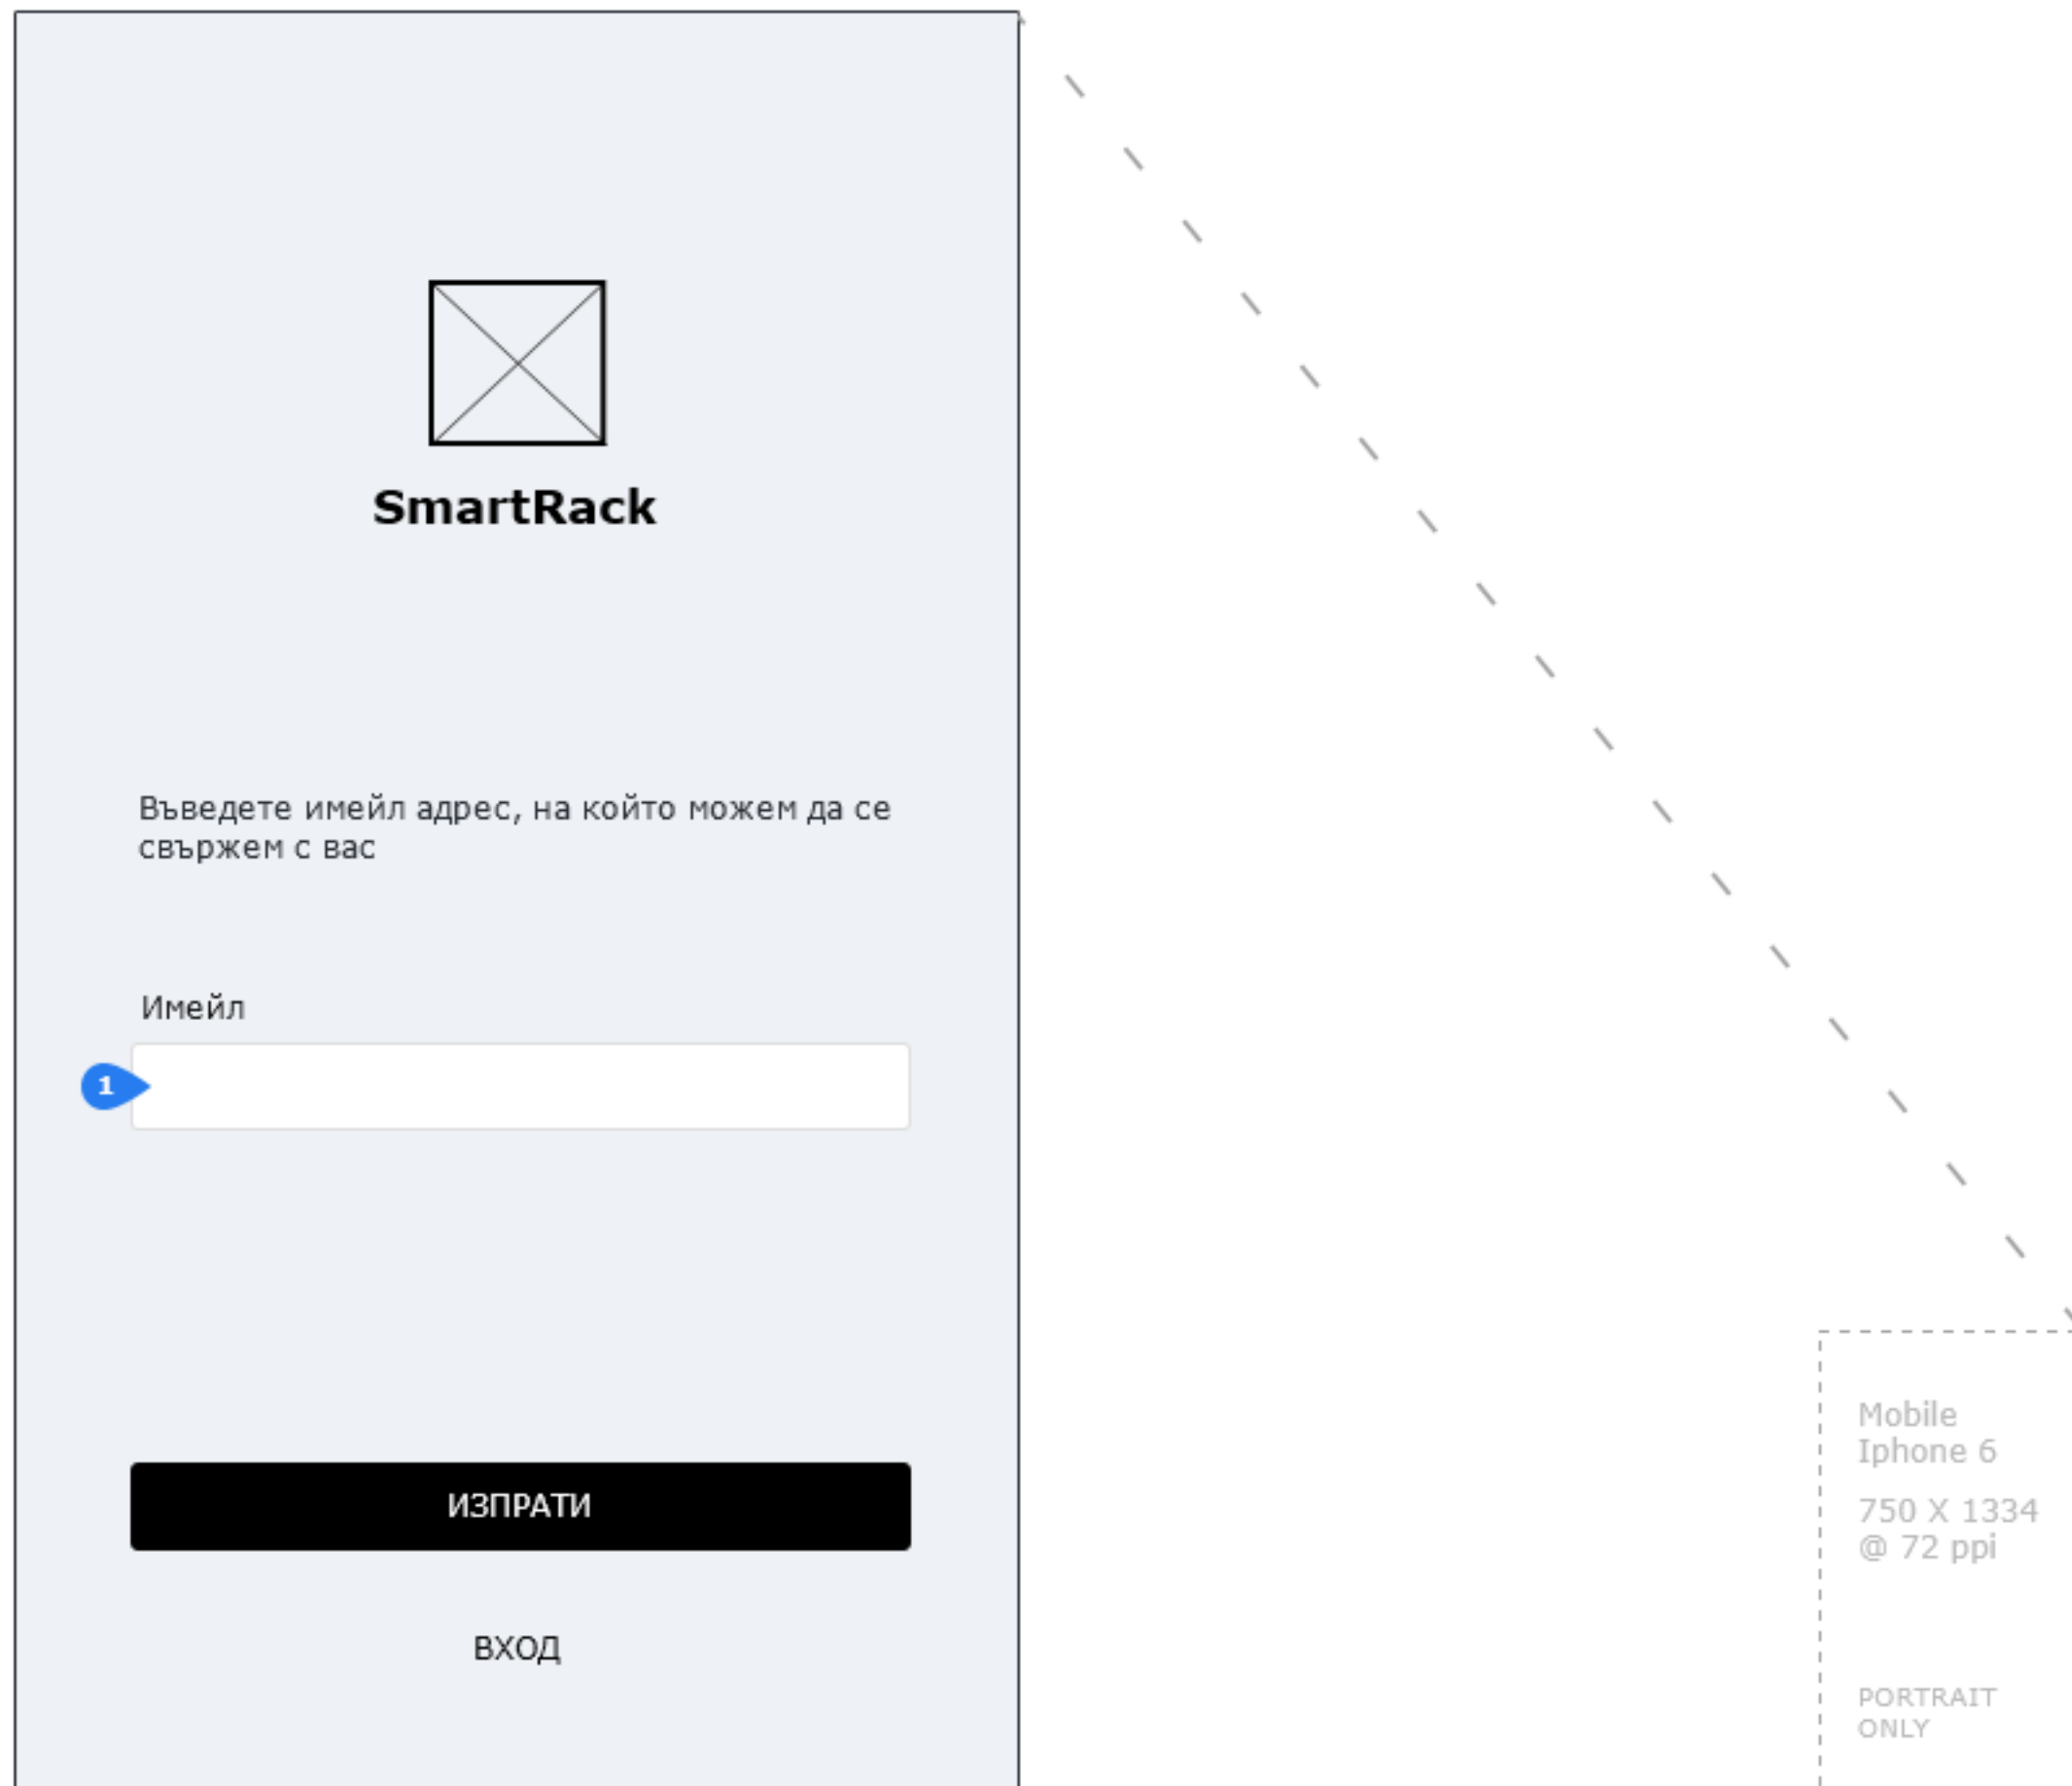 SmartRack
Въведете имейл адрес, на който можем да се
свържем с вас
Имейл
1
ИЗПРАТИ
ВХОД
Mobile
Iphone 6
750 X 1334
@ 72 ppi
PORTRAIT
ONLY